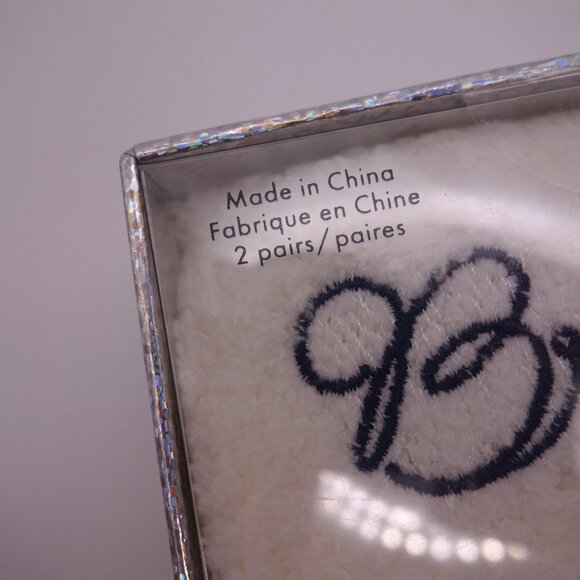 Made in China
Fabrique en Chine
2 pairs/paires
B